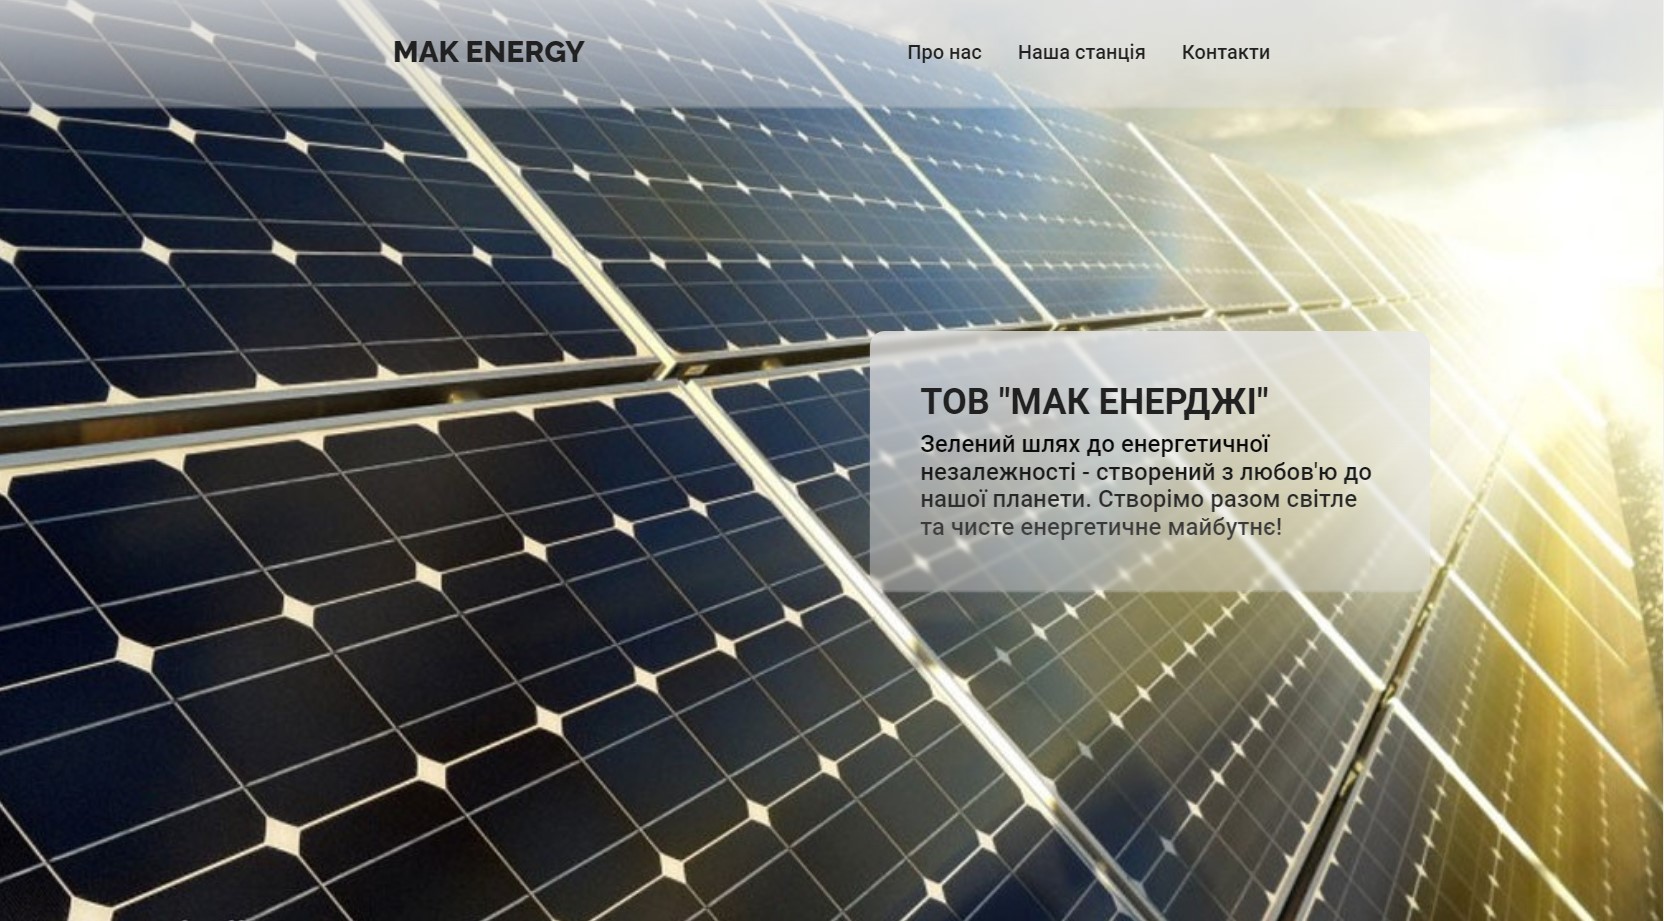 MAK ENERGY
Про нас Наша станція Контакти
ТОВ "МАК ЕНЕРДЖІ"
Зелений шлях до енергетичної
незалежності - створений з любов'ю до
нашої планети. Створімо разом світле
та чисте енергетичне майбутнє!